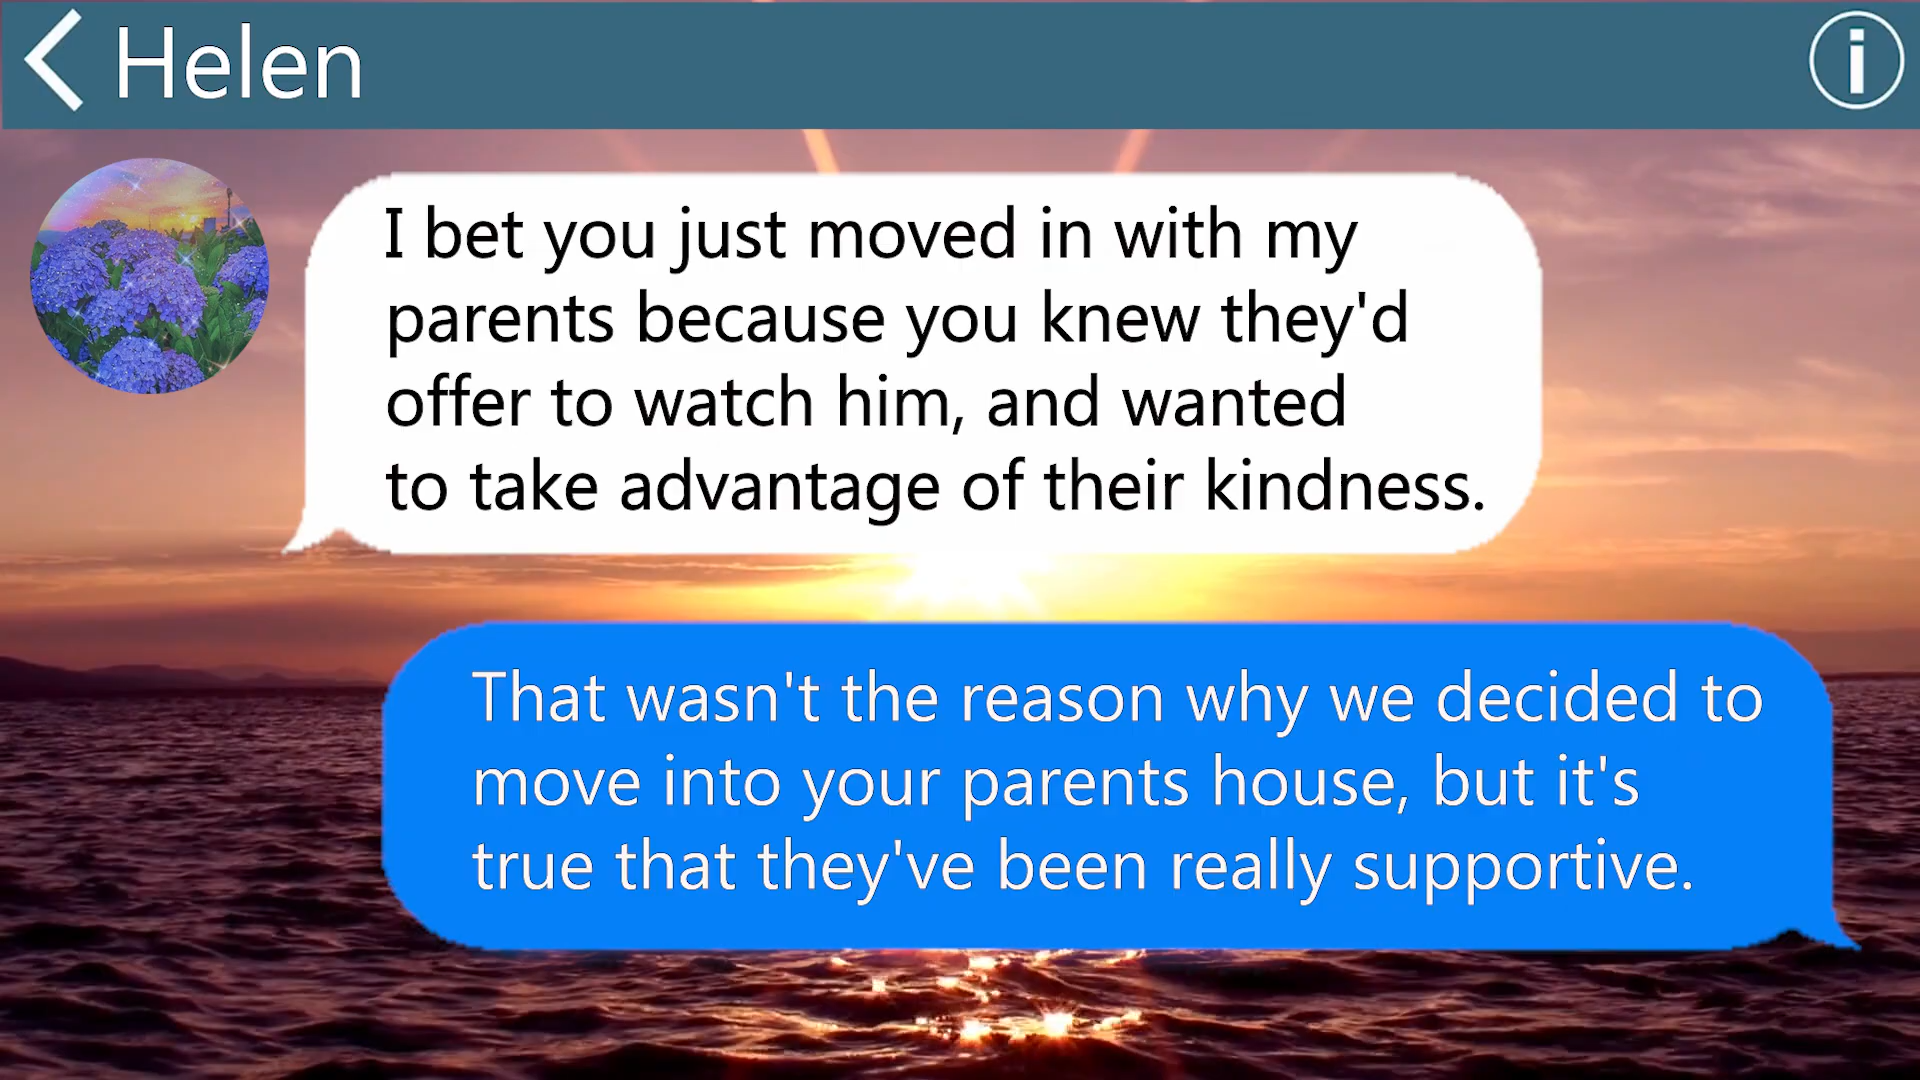 Helen
I bet you just moved in with my
parents because you knew they'd
offer to watch him, and wanted
to take advantage of their kindness.
That wasn't the reason why we decided to
move into your parents house, but it's
true that they've been really supportive.